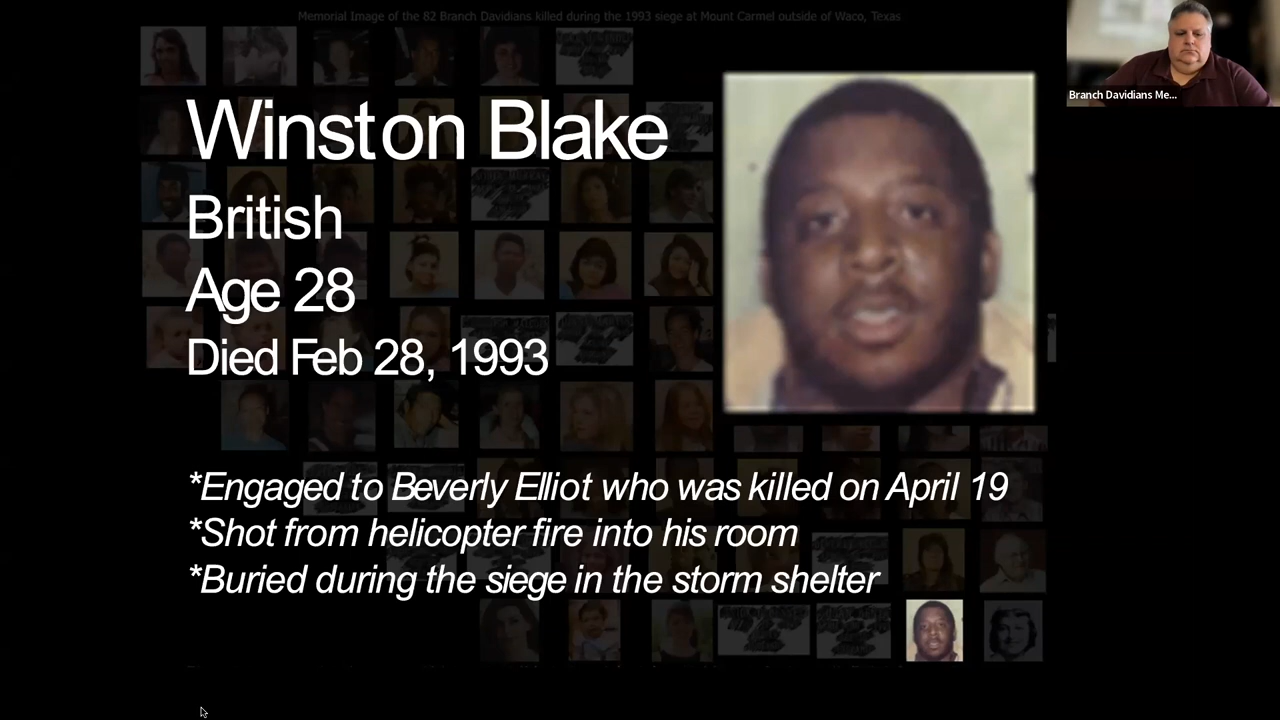 Memorial Image of the 82 Branch Davidians killed during the 1993 siege at Mount Carmel outside of Waco, Texas
Branch Davidians Me...
Winston Blake
British
Age 28
Died Feb 28, 1993
*Engaged to Beverly Elliot who was killed on April 19
*Shot from helicopter fire into his room
*Buried during the siege in the storm shelter